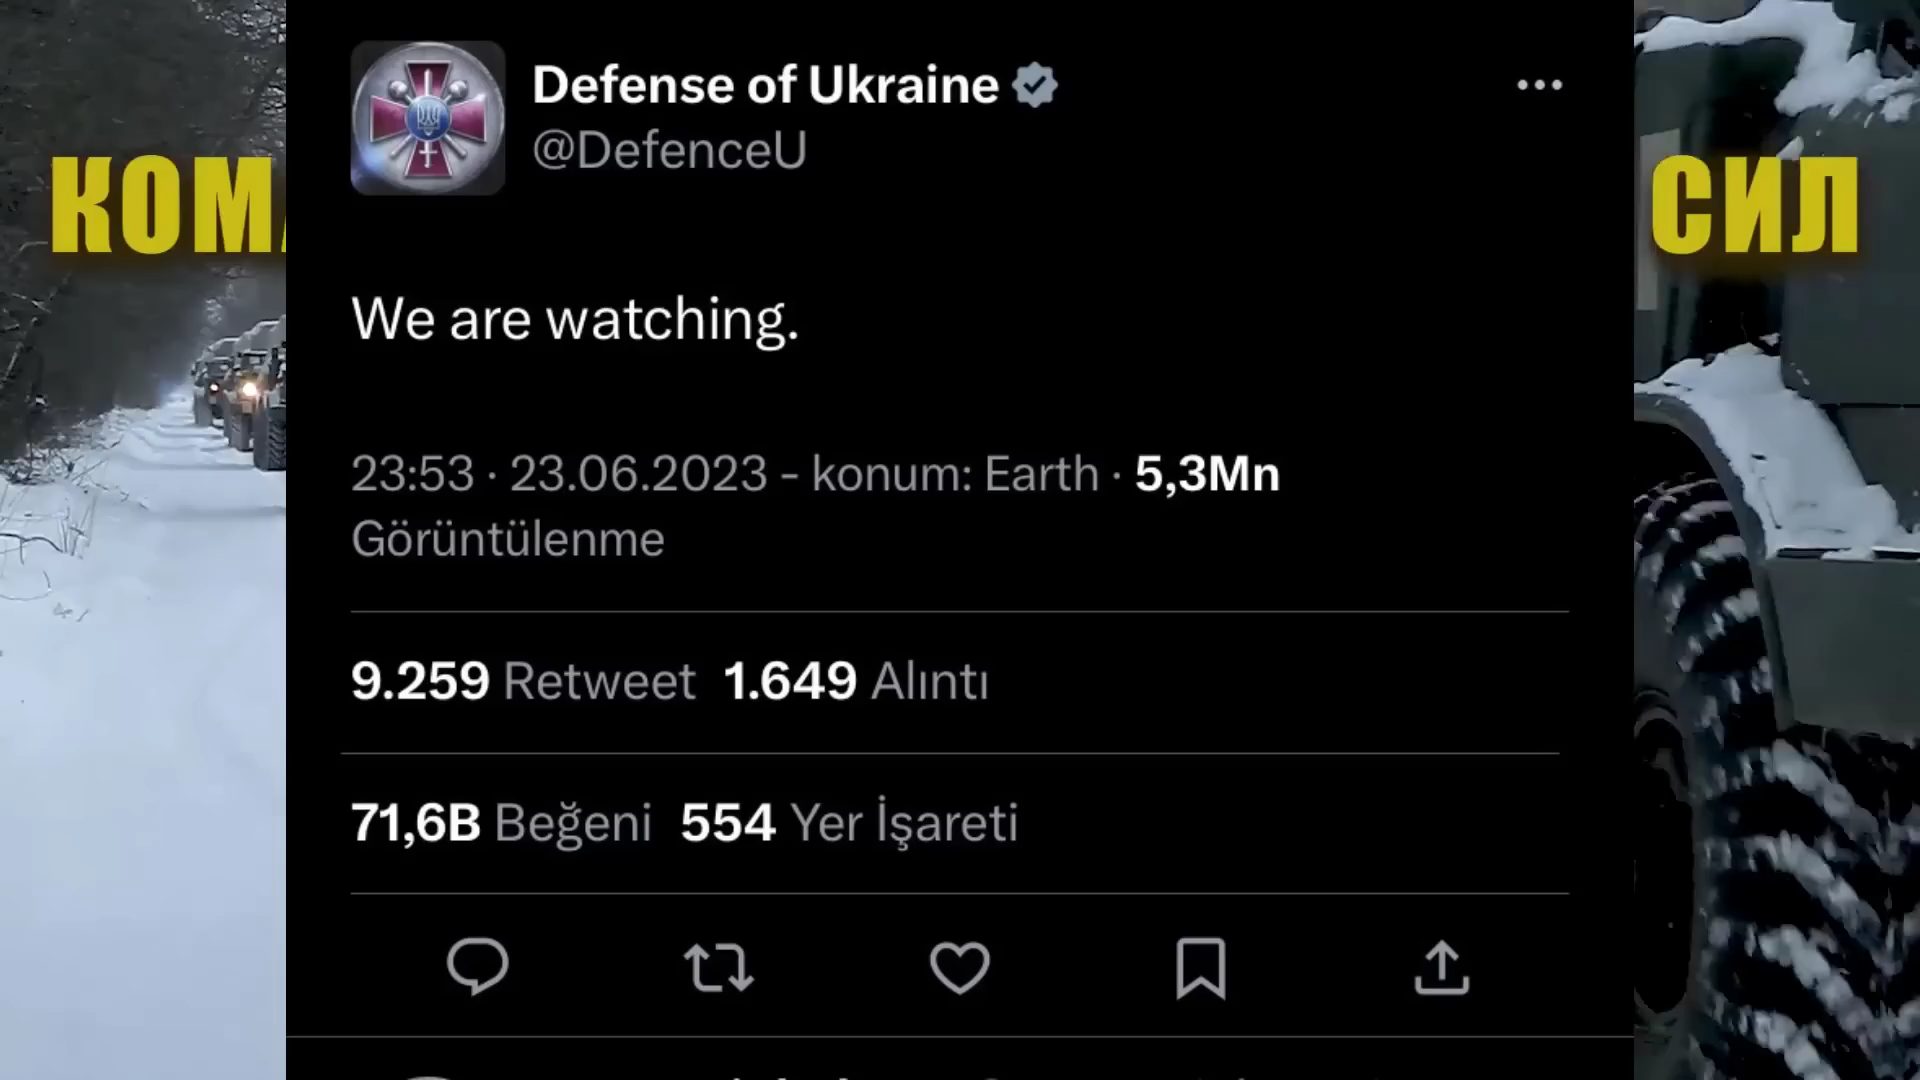 Defense of Ukraine
@DefenceU
КОМ
СИЛ
We are watching.
23:53 · 23.06.2023 - konum: Earth · 5,3Mn
Görüntülenme
9.259 Retweet 1.649 Alıntı
71,6B Beğeni 554 Yer İşareti